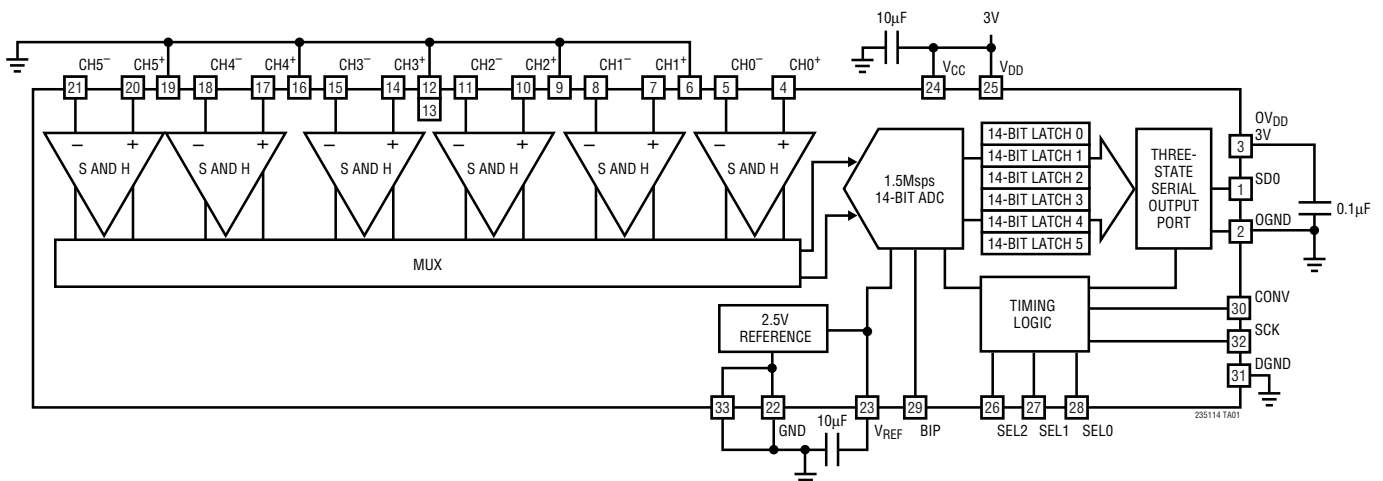 10µF 3V
CH5⁻ CH5⁺ CH4⁻ CH4⁺ CH3⁻ CH3⁺ CH2⁻ CH2⁺ CH1⁻ CH1⁺ CH0⁻ CH0⁺ VCC VDD
21 20 19 18 17 16 15 14 12 11 10 9 8 7 6 5 4 24 25
13
– + – + – + – + – + – +
S AND H S AND H S AND H S AND H S AND H S AND H
MUX
1.5Msps
14-BIT ADC
14-BIT LATCH 0
14-BIT LATCH 1
14-BIT LATCH 2
14-BIT LATCH 3
14-BIT LATCH 4
14-BIT LATCH 5
THREE-
STATE
SERIAL
OUTPUT
PORT
OVDD
3V
3
SD0
1
OGND
2
0.1µF
2.5V
REFERENCE
TIMING
LOGIC
CONV
30
SCK
32
DGND
31
33 22 23 29 26 27 28
GND 10µF VREF BIP SEL2 SEL1 SEL0
235114 TA01